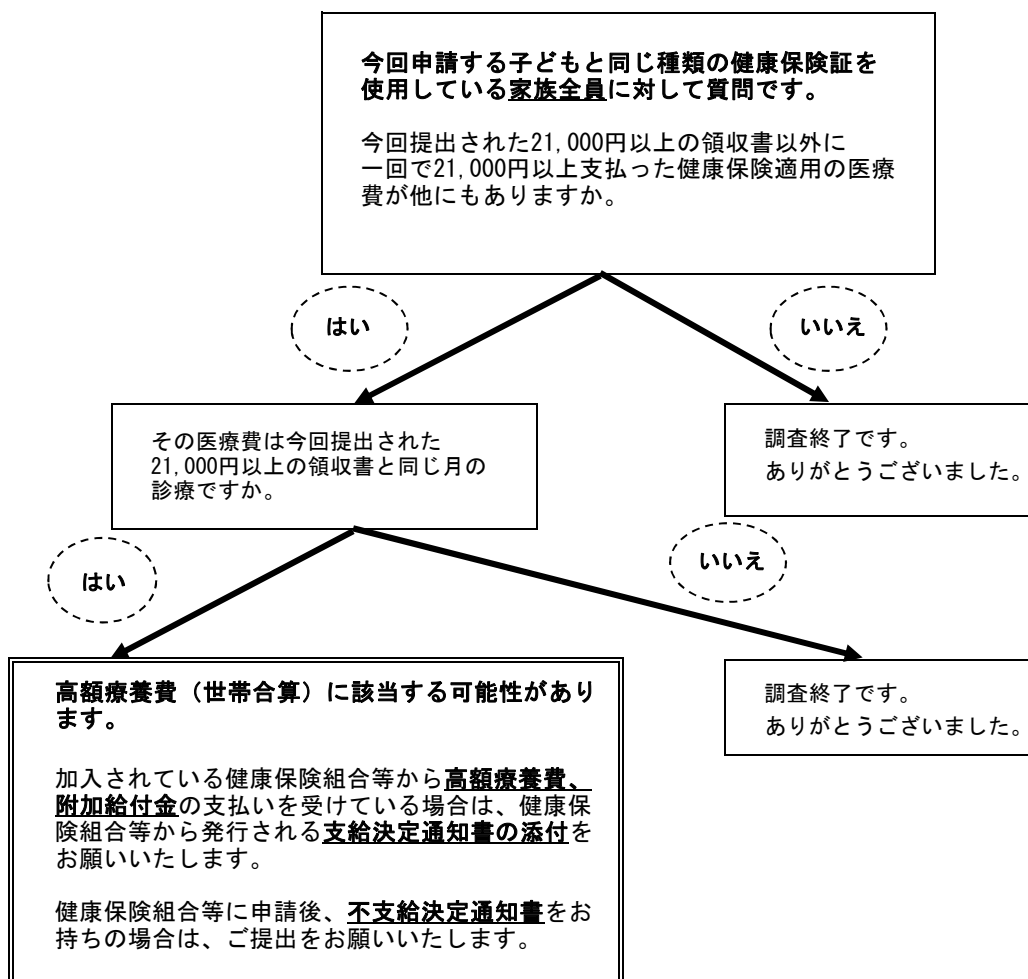 今回申請する子どもと同じ種類の健康保険証を
使用している家族全員に対して質問です。
今回提出された21,000円以上の領収書以外に
一回で21,000円以上支払った健康保険適用の医療
費が他にもありますか。
はい
いいえ
その医療費は今回提出された
21,000円以上の領収書と同じ月の
診療ですか。
調査終了です。
ありがとうございました。
はい
いいえ
高額療養費（世帯合算）に該当する可能性があり
ます。
加入されている健康保険組合等から高額療養費、
附加給付金の支払いを受けている場合は、健康保
険組合等から発行される支給決定通知書の添付を
お願いいたします。
健康保険組合等に申請後、不支給決定通知書をお
持ちの場合は、ご提出をお願いいたします。
調査終了です。
ありがとうございました。